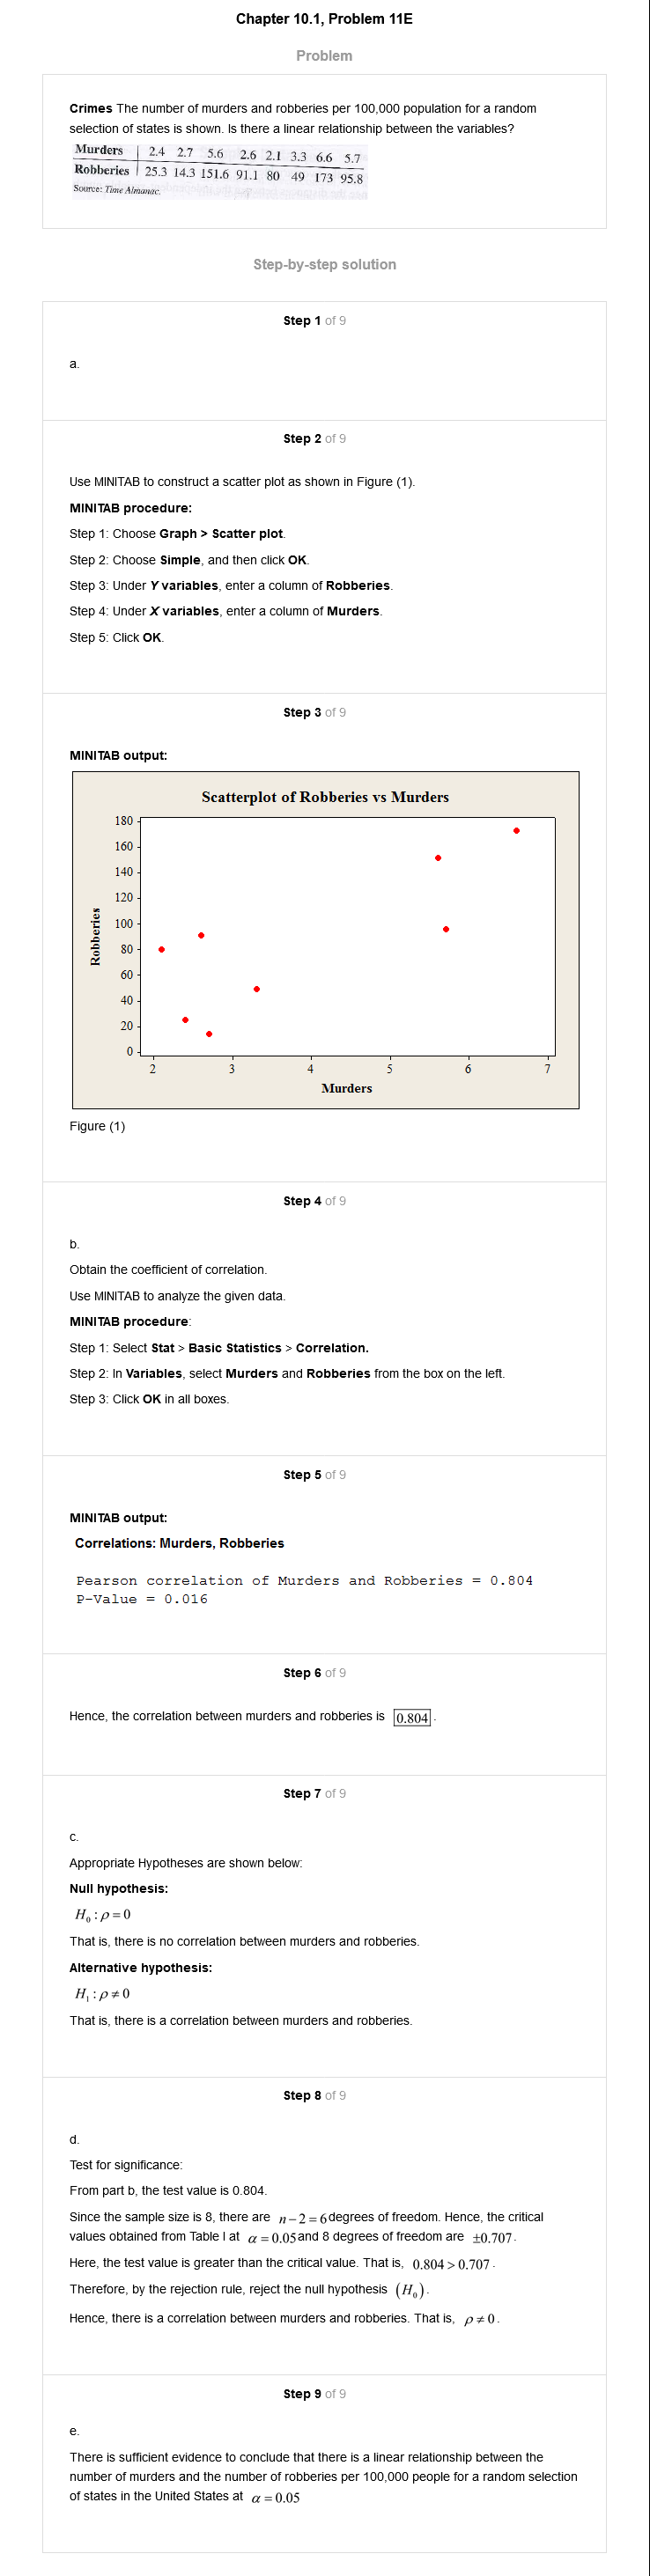 Chapter 10.1, Problem 11E
Problem
Crimes The number of murders and robberies per 100,000 population for a random
selection of states is shown. Is there a linear relationship between the variables?
Murders 2.4 2.7 5.6 2.6 2.1 3.3 6.6 5.7
Robberies 25.3 14.3 151.6 91.1 80 49 173 95.8
Source: Time Almanac.
Step-by-step solution
Step 1 of 9
a.
Step 2 of 9
Use MINITAB to construct a scatter plot as shown in Figure (1).
MINITAB procedure:
Step 1: Choose Graph > Scatter plot.
Step 2: Choose Simple, and then click OK.
Step 3: Under Y variables, enter a column of Robberies.
Step 4: Under X variables, enter a column of Murders.
Step 5: Click OK.
Step 3 of 9
MINITAB output:
Scatterplot of Robberies vs Murders
180
160
140
120
100
80
60
40
20
0
Robberies
2 3 4 5 6 7
Murders
Figure (1)
Step 4 of 9
b.
Obtain the coefficient of correlation.
Use MINITAB to analyze the given data.
MINITAB procedure:
Step 1: Select Stat > Basic Statistics > Correlation.
Step 2: In Variables, select Murders and Robberies from the box on the left.
Step 3: Click OK in all boxes.
Step 5 of 9
MINITAB output:
Correlations: Murders, Robberies
Pearson correlation of Murders and Robberies = 0.804
P-Value = 0.016
Step 6 of 9
Hence, the correlation between murders and robberies is 0.804.
Step 7 of 9
c.
Appropriate Hypotheses are shown below:
Null hypothesis:
H₀ : ρ = 0
That is, there is no correlation between murders and robberies.
Alternative hypothesis:
H₁ : ρ ≠ 0
That is, there is a correlation between murders and robberies.
Step 8 of 9
d.
Test for significance:
From part b, the test value is 0.804.
Since the sample size is 8, there are n − 2 = 6 degrees of freedom. Hence, the critical
values obtained from Table I at α = 0.05 and 8 degrees of freedom are ±0.707.
Here, the test value is greater than the critical value. That is, 0.804 > 0.707.
Therefore, by the rejection rule, reject the null hypothesis (H₀).
Hence, there is a correlation between murders and robberies. That is, ρ ≠ 0.
Step 9 of 9
e.
There is sufficient evidence to conclude that there is a linear relationship between the
number of murders and the number of robberies per 100,000 people for a random selection
of states in the United States at α = 0.05